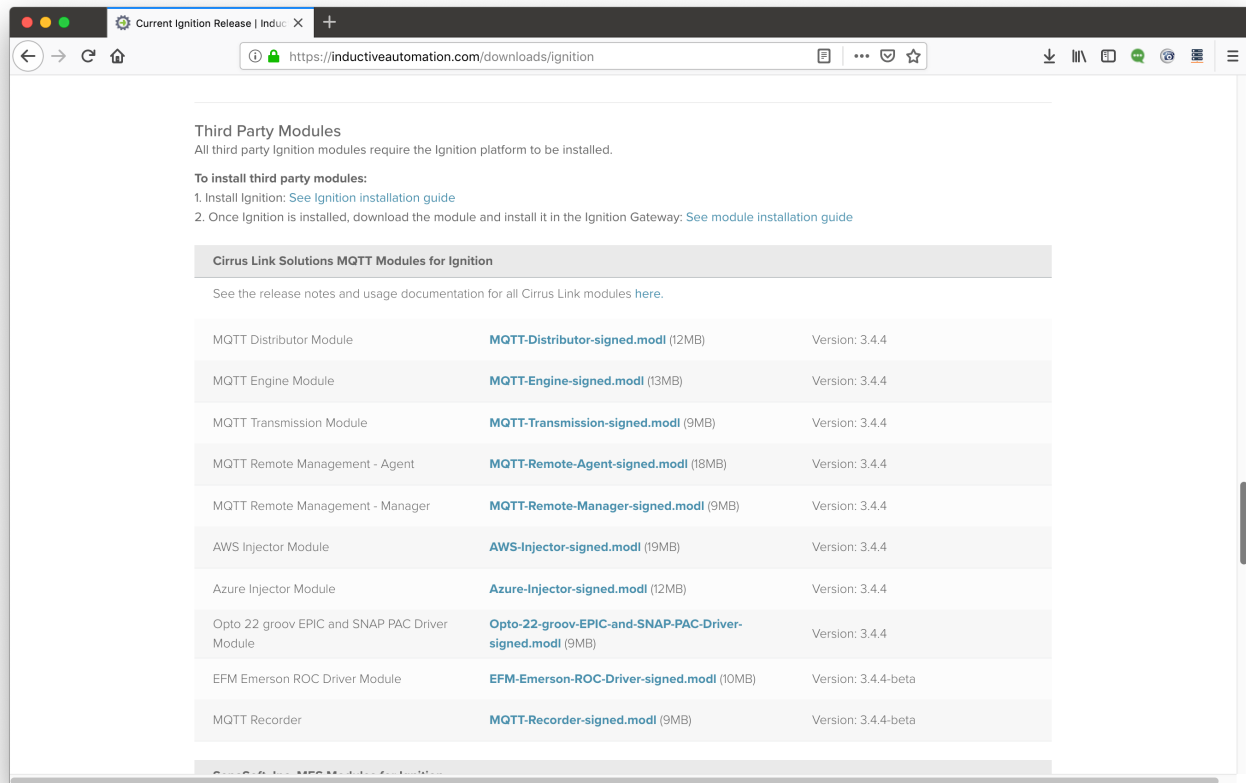 Current Ignition Release | Induc
https://inductiveautomation.com/downloads/ignition
Third Party Modules
All third party Ignition modules require the Ignition platform to be installed.
To install third party modules:
1. Install Ignition: See Ignition installation guide
2. Once Ignition is installed, download the module and install it in the Ignition Gateway: See module installation guide
Cirrus Link Solutions MQTT Modules for Ignition
See the release notes and usage documentation for all Cirrus Link modules here.
MQTT Distributor Module MQTT-Distributor-signed.modl (12MB) Version: 3.4.4
MQTT Engine Module MQTT-Engine-signed.modl (13MB) Version: 3.4.4
MQTT Transmission Module MQTT-Transmission-signed.modl (9MB) Version: 3.4.4
MQTT Remote Management - Agent MQTT-Remote-Agent-signed.modl (18MB) Version: 3.4.4
MQTT Remote Management - Manager MQTT-Remote-Manager-signed.modl (9MB) Version: 3.4.4
AWS Injector Module AWS-Injector-signed.modl (19MB) Version: 3.4.4
Azure Injector Module Azure-Injector-signed.modl (12MB) Version: 3.4.4
Opto 22 groov EPIC and SNAP PAC Driver
Module
Opto-22-groov-EPIC-and-SNAP-PAC-Driver-
signed.modl (9MB)
Version: 3.4.4
EFM Emerson ROC Driver Module EFM-Emerson-ROC-Driver-signed.modl (10MB) Version: 3.4.4-beta
MQTT Recorder MQTT-Recorder-signed.modl (9MB) Version: 3.4.4-beta